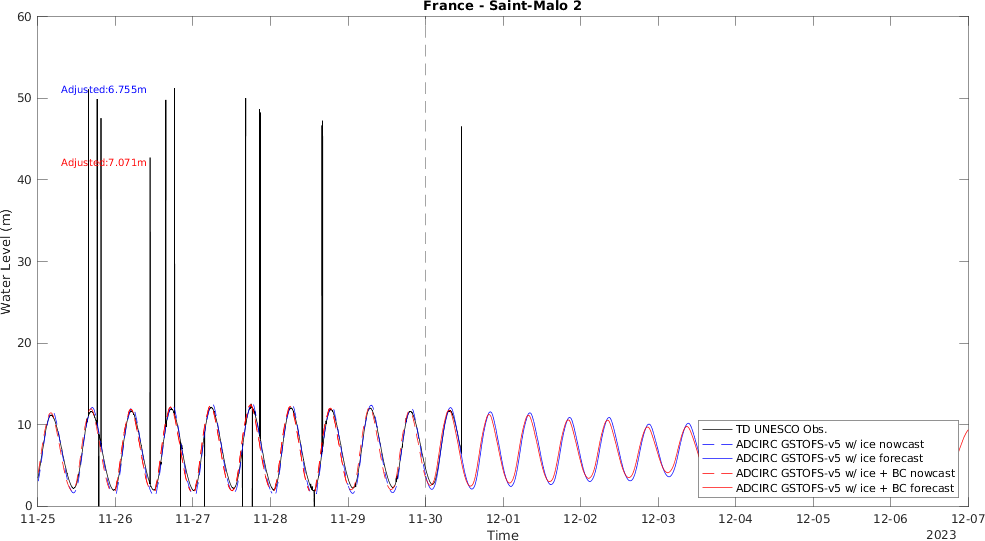 France - Saint-Malo 2
60
50
40
30
20
10
0
Water Level (m)
Adjusted:6.755m
Adjusted:7.071m
TD UNESCO Obs.
ADCIRC GSTOFS-v5 w/ ice nowcast
ADCIRC GSTOFS-v5 w/ ice forecast
ADCIRC GSTOFS-v5 w/ ice + BC nowcast
ADCIRC GSTOFS-v5 w/ ice + BC forecast
11-25 11-26 11-27 11-28 11-29 11-30 12-01 12-02 12-03 12-04 12-05 12-06 12-07
Time
2023